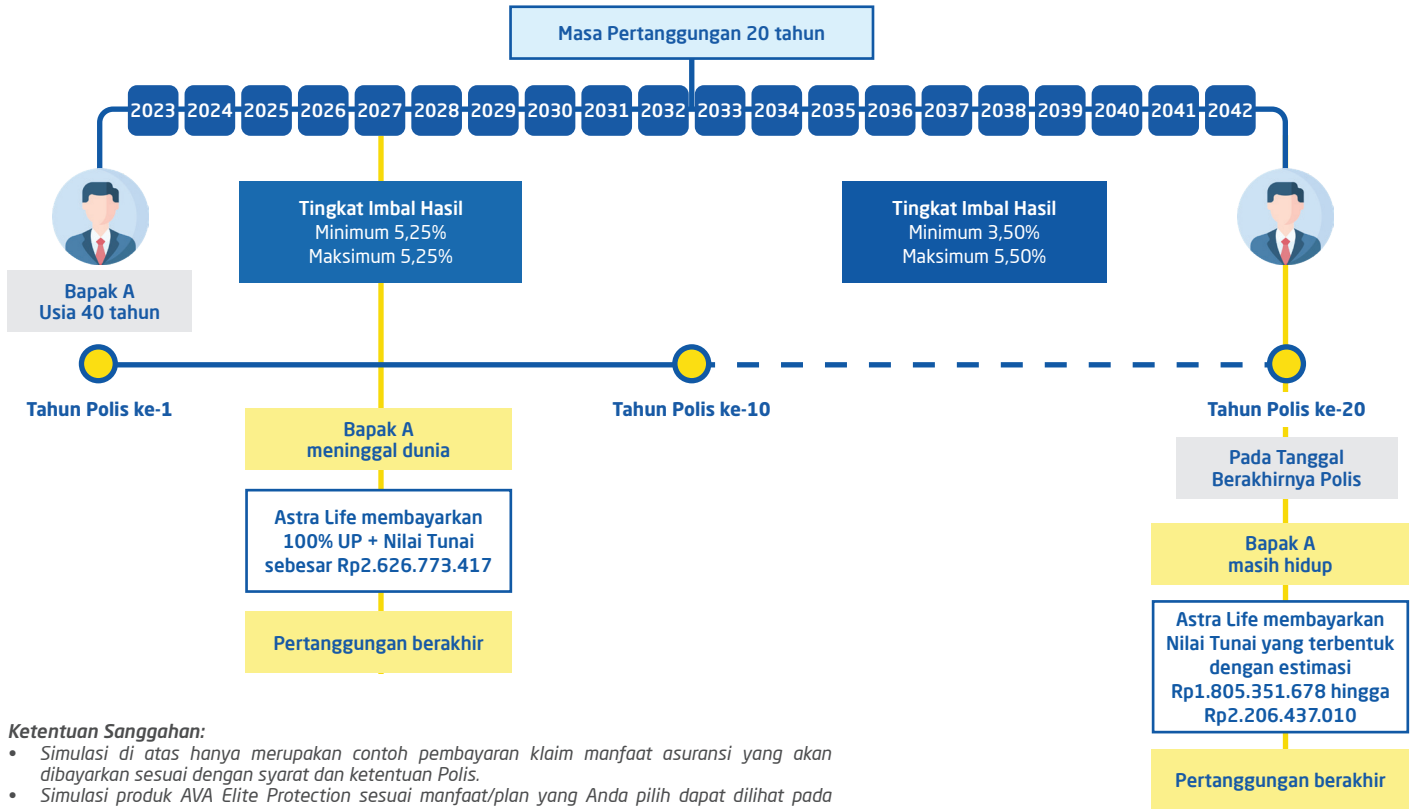 Masa Pertanggungan 20 tahun
2023 2024 2025 2026 2027 2028 2029 2030 2031 2032 2033 2034 2035 2036 2037 2038 2039 2040 2041 2042
Bapak A
Usia 40 tahun
Tingkat Imbal Hasil
Minimum 5,25%
Maksimum 5,25%
Tingkat Imbal Hasil
Minimum 3,50%
Maksimum 5,50%
Tahun Polis ke-1
Tahun Polis ke-10
Tahun Polis ke-20
Bapak A
meninggal dunia
Astra Life membayarkan
100% UP + Nilai Tunai
sebesar Rp2.626.773.417
Pertanggungan berakhir
Pada Tanggal
Berakhirnya Polis
Bapak A
masih hidup
Astra Life membayarkan
Nilai Tunai yang terbentuk
dengan estimasi
Rp1.805.351.678 hingga
Rp2.206.437.010
Pertanggungan berakhir
Ketentuan Sanggahan:
• Simulasi di atas hanya merupakan contoh pembayaran klaim manfaat asuransi yang akan
dibayarkan sesuai dengan syarat dan ketentuan Polis.
• Simulasi produk AVA Elite Protection sesuai manfaat/plan yang Anda pilih dapat dilihat pada